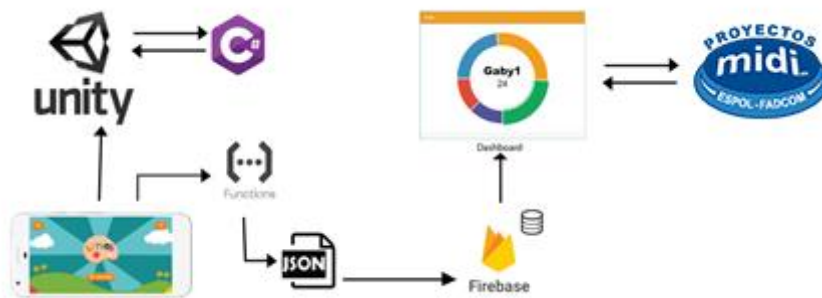 unity
C#
PROYECTOS
midi
ESPOL-FADCOM
Gaby1
24
Dashboard
{...}
Functions
JSON
Firebase